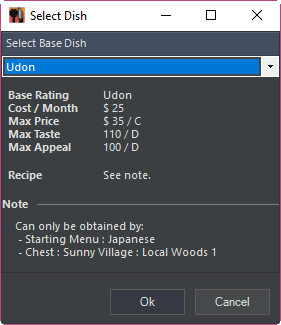 Select Dish
Select Base Dish
Udon
Base Rating Udon
Cost / Month $ 25
Max Price $ 35 / C
Max Taste 110 / D
Max Appeal 100 / D
Recipe See note.
Note
Can only be obtained by:
- Starting Menu : Japanese
- Chest : Sunny Village : Local Woods 1
Ok Cancel